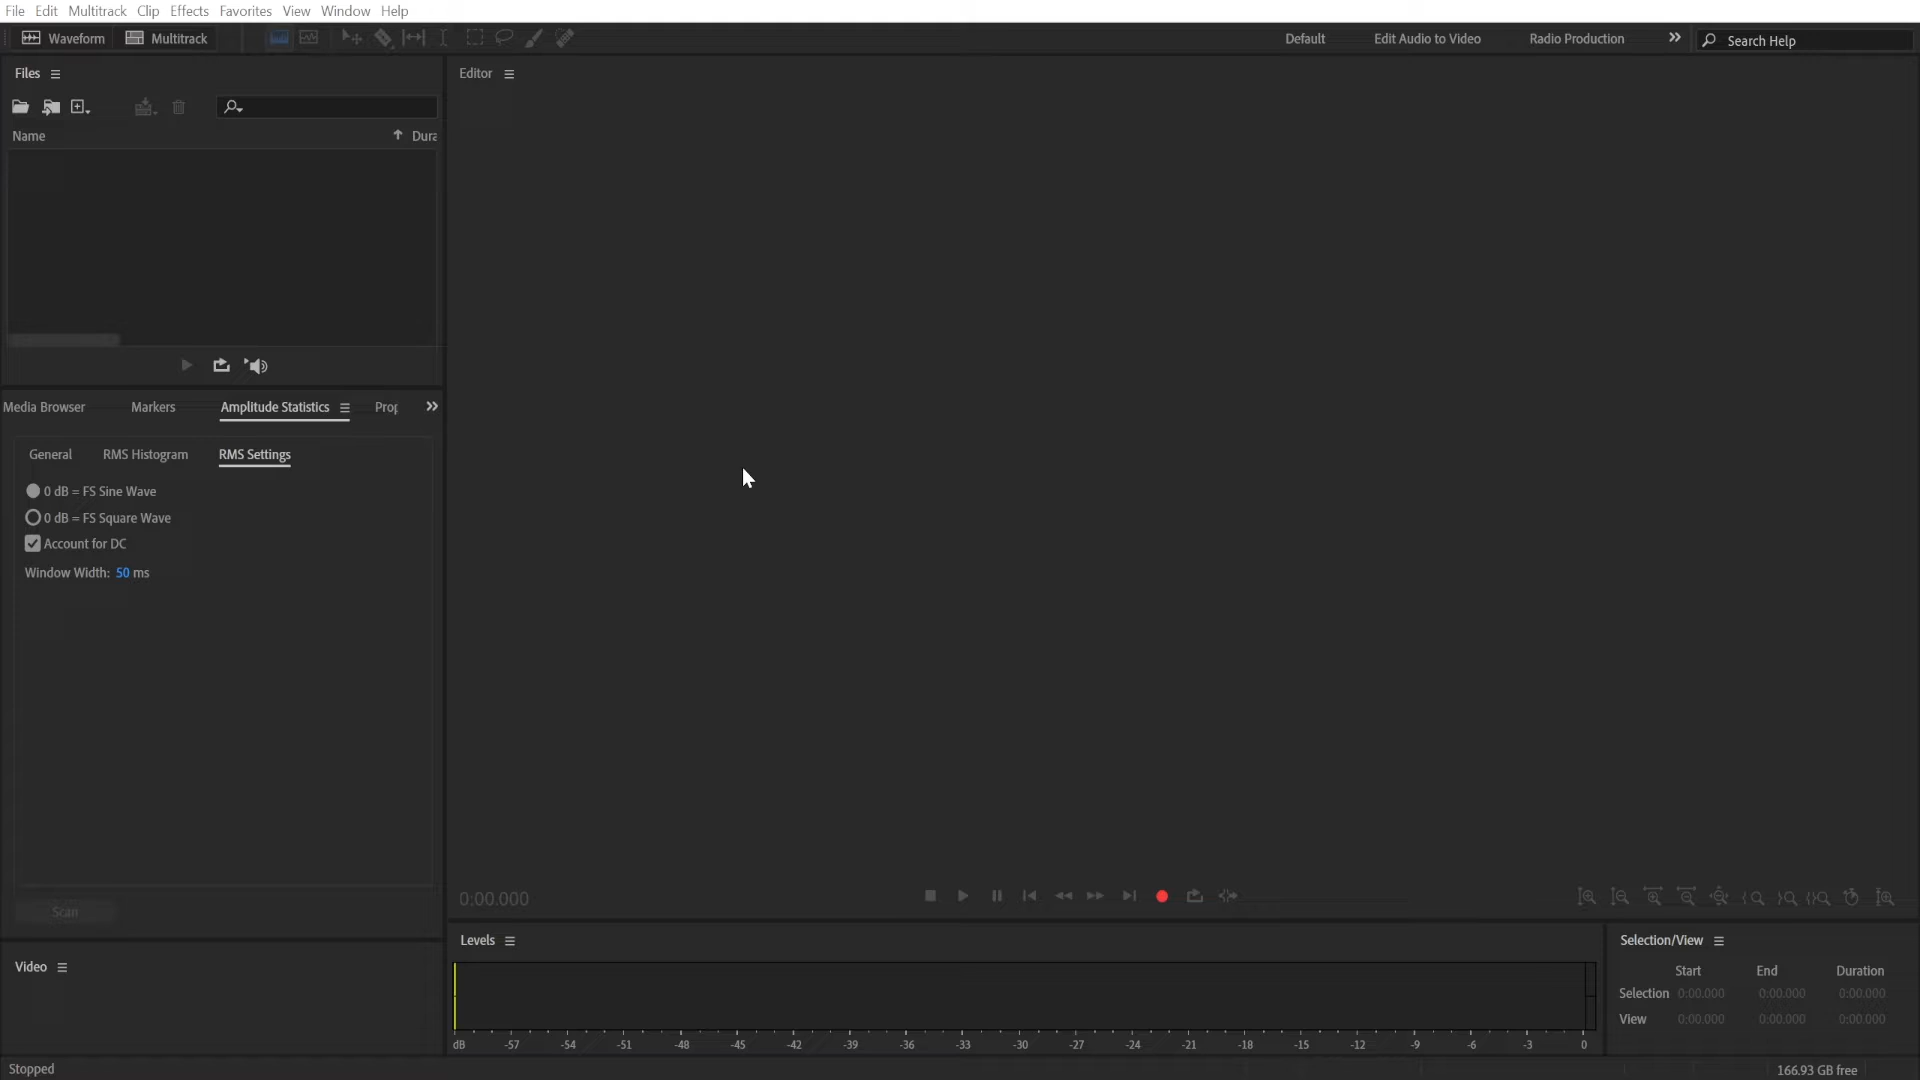 File Edit Multitrack Clip Effects Favorites View Window Help
Waveform Multitrack Default Edit Audio to Video Radio Production Search Help
Files
Editor
Name Dura
Media Browser Markers Amplitude Statistics Prop
General RMS Histogram RMS Settings
0 dB = FS Sine Wave
0 dB = FS Square Wave
Account for DC
Window Width: 50 ms
0:00.000
Scan
Levels
Selection/View
Video
Start End Duration
Selection 0:00.000 0:00.000 0:00.000
View 0:00.000 0:00.000 0:00.000
dB -57 -54 -51 -48 -45 -42 -39 -36 -33 -30 -27 -24 -21 -18 -15 -12 -9 -6 -3 0
Stopped 166.93 GB free